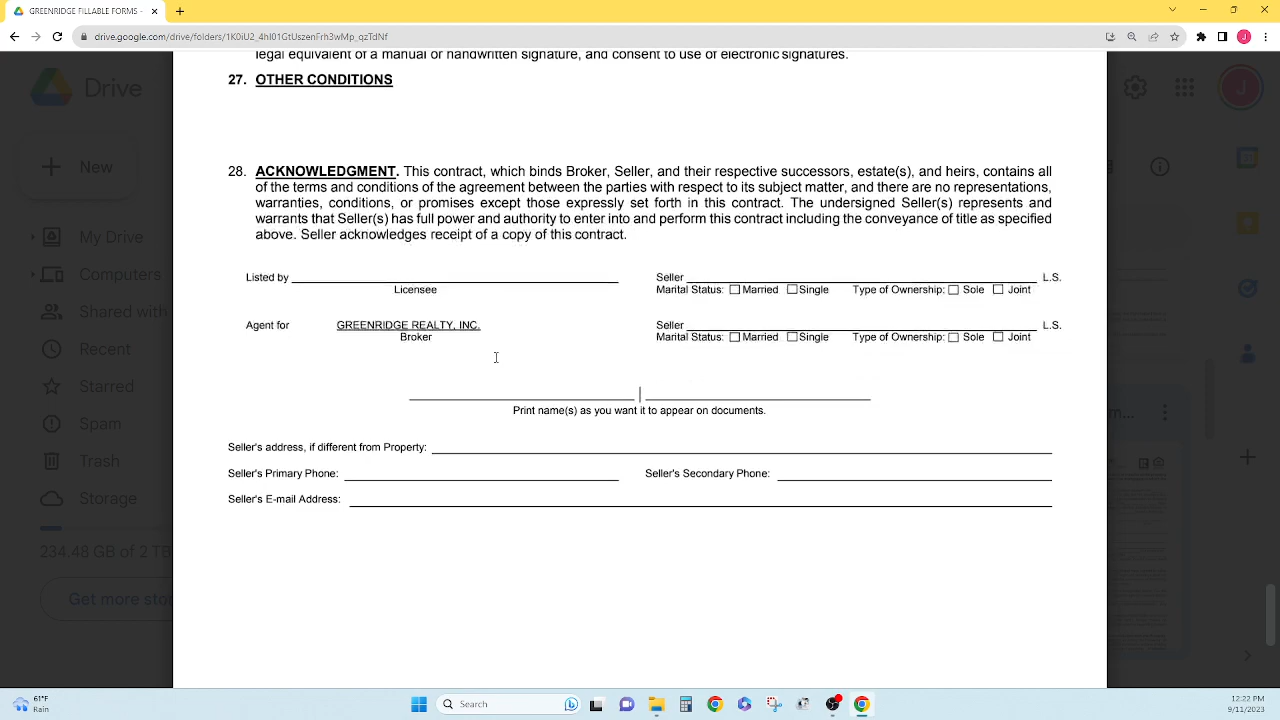 GREENRIDGE FILLABLE FORMS -
drive.google.com/drive/folders/
Drive
New
My Drive
Computers
Shared with
Recent
Starred
Spam
Trash
Storage
234.48 GB of 2 TB
Get more sto
legal equivalent of a manual or handwritten signature, and consent to use of electronic signatures.
27. OTHER CONDITIONS
28. ACKNOWLEDGMENT. This contract, which binds Broker, Seller, and their respective successors, estate(s), and heirs, contains all
of the terms and conditions of the agreement between the parties with respect to its subject matter, and there are no representations,
warranties, conditions, or promises except those expressly set forth in this contract. The undersigned Seller(s) represents and
warrants that Seller(s) has full power and authority to enter into and perform this contract including the conveyance of title as specified
above. Seller acknowledges receipt of a copy of this contract.
Listed by
Licensee
Seller L.S.
Marital Status: Married Single Type of Ownership: Sole Joint
Agent for GREENRIDGE REALTY, INC.
Broker
Seller L.S.
Marital Status: Married Single Type of Ownership: Sole Joint
Print name(s) as you want it to appear on documents.
Seller's address, if different from Property:
Seller's Primary Phone: Seller's Secondary Phone:
Seller's E-mail Address:
J
J
61°F
Rain
Search
12:22 PM
9/11/2023